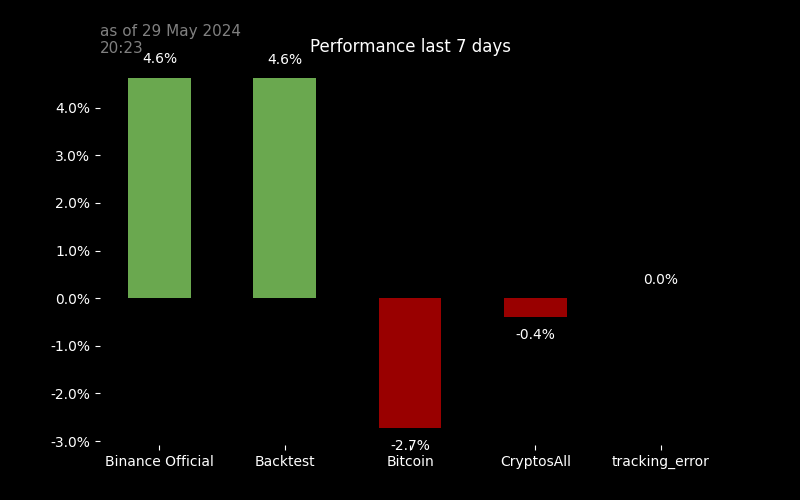 as of 29 May 2024
20:23
Performance last 7 days
4.6%
4.6%
4.0%
3.0%
2.0%
1.0%
0.0%
0.0%
-0.4%
-1.0%
-2.0%
-3.0%
-2.7%
Binance Official
Backtest
Bitcoin
CryptosAll
tracking_error